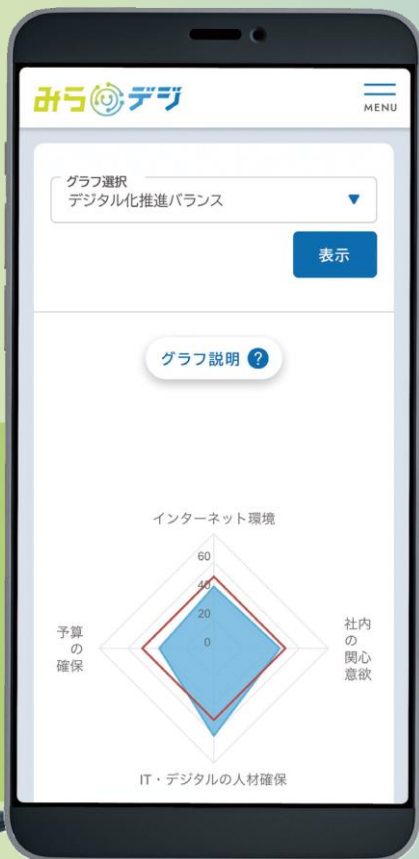 みらデジ
MENU
グラフ選択
デジタル化推進バランス
表示
グラフ説明 ?
インターネット環境
60
40
20
0
予算
の
確保
社内
の
関心
意欲
IT・デジタルの人材確保